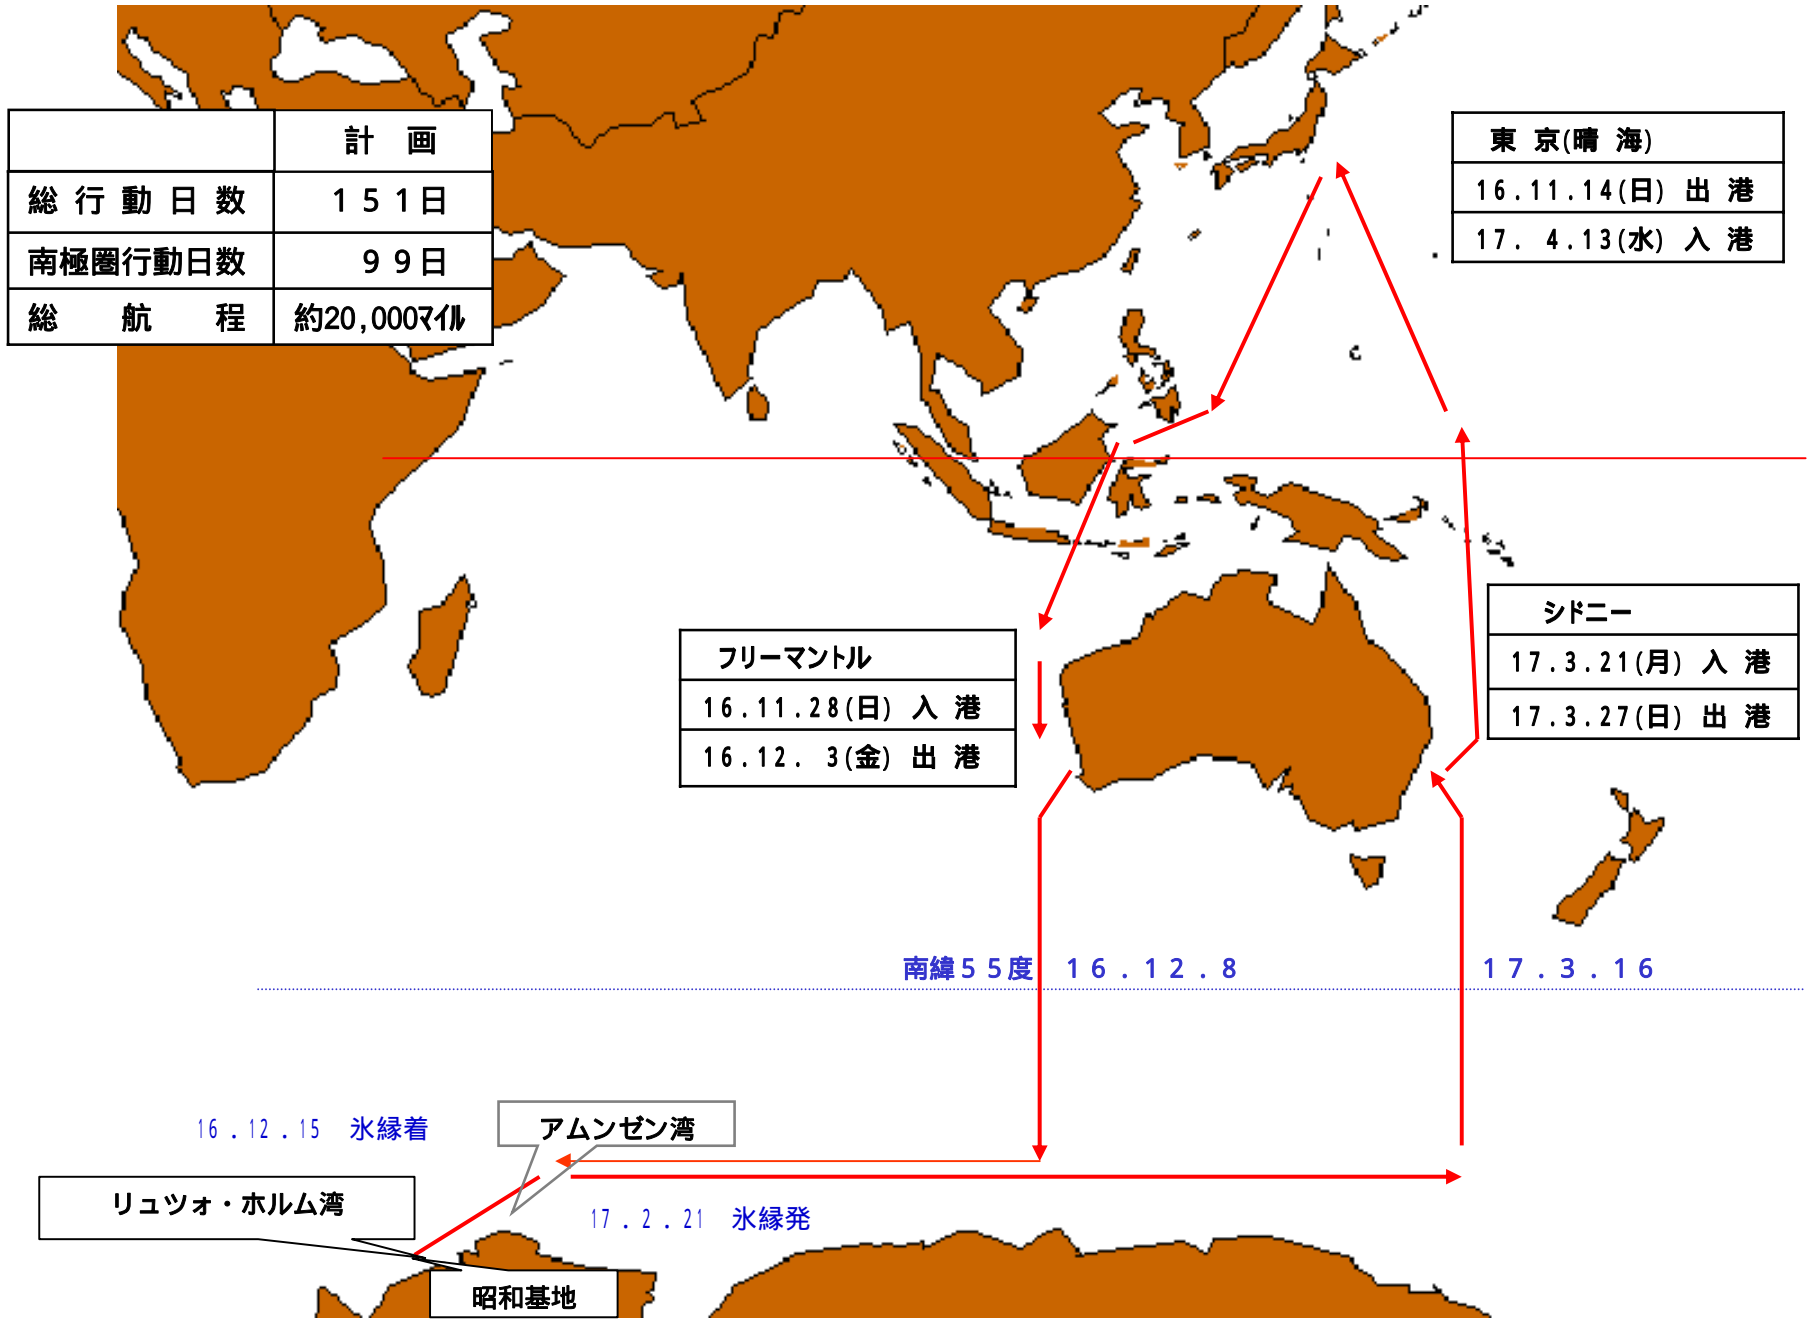 計 画
総 行 動 日 数 １５１日
南極圏行動日数 ９９日
総 航 程 約20,000ﾏｲﾙ
東 京(晴 海)
16.11.14(日) 出 港
17. 4.13(水) 入 港
シドニー
17.3.21(月) 入 港
17.3.27(日) 出 港
フリーマントル
16.11.28(日) 入 港
16.12. 3(金) 出 港
南緯５５度 １６.１２.８ １７.３.１６
16.12.15 氷縁着
アムンゼン湾
リュツォ・ホルム湾
17.2.21 氷縁発
昭和基地